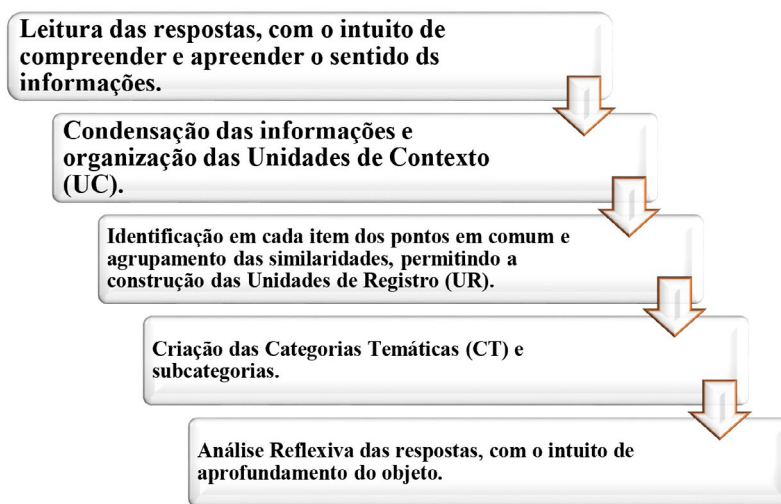 Leitura das respostas, com o intuito de
compreender e apreender o sentido ds
informações.
Condensação das informações e
organização das Unidades de Contexto
(UC).
Identificação em cada item dos pontos em comum e
agrupamento das similaridades, permitindo a
construção das Unidades de Registro (UR).
Criação das Categorias Temáticas (CT) e
subcategorias.
Análise Reflexiva das respostas, com o intuito de
aprofundamento do objeto.